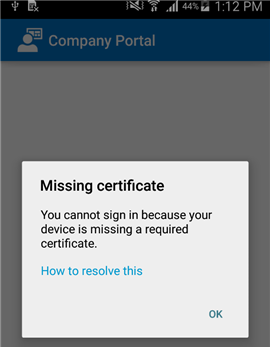 44% 1:12 PM
Company Portal
Missing certificate
You cannot sign in because your
device is missing a required
certificate.
How to resolve this
OK